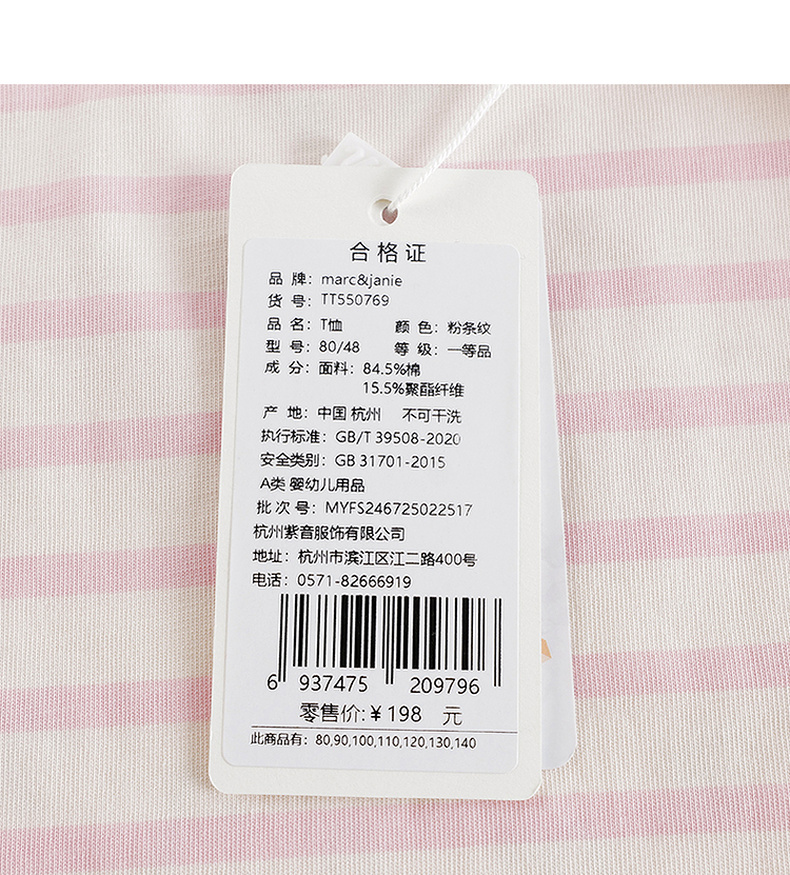 合格证
品 牌: marc&janie
货 号: TT550769
品 名: T恤 颜 色: 粉条纹
型 号: 80/48 等 级: 一等品
成 分: 面料: 84.5%棉
15.5%聚酯纤维
产 地: 中国 杭州 不可干洗
执行标准: GB/T 39508-2020
安全类别: GB 31701-2015
A类 婴幼儿用品
批 次 号: MYFS246725022517
杭州紫音服饰有限公司
地址: 杭州市滨江区江二路400号
电话: 0571-82666919
6 937475 209796
零售价:¥198 元
此商品有: 80,90,100,110,120,130,140